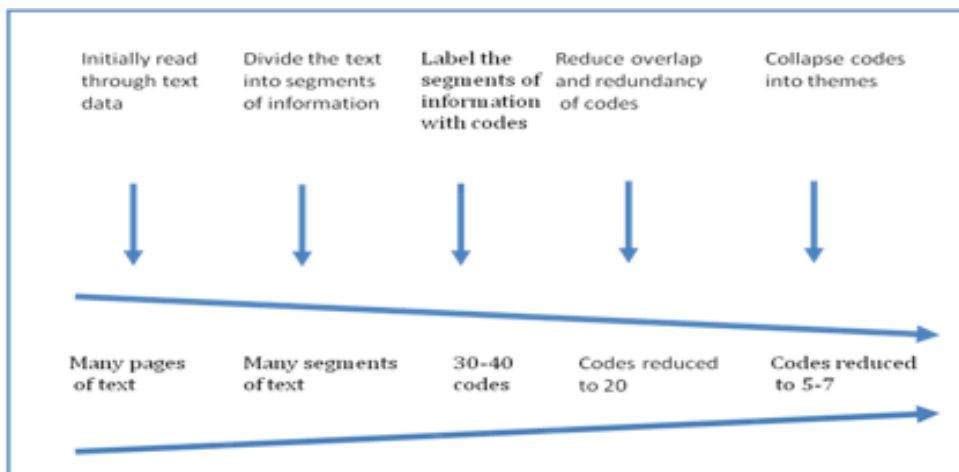 Initially read
through text
data
Divide the text
into segments
of information
Label the
segments of
information
with codes
Reduce overlap
and redundancy
of codes
Collapse codes
into themes
Many pages
of text
Many segments
of text
30-40
codes
Codes reduced
to 20
Codes reduced
to 5-7